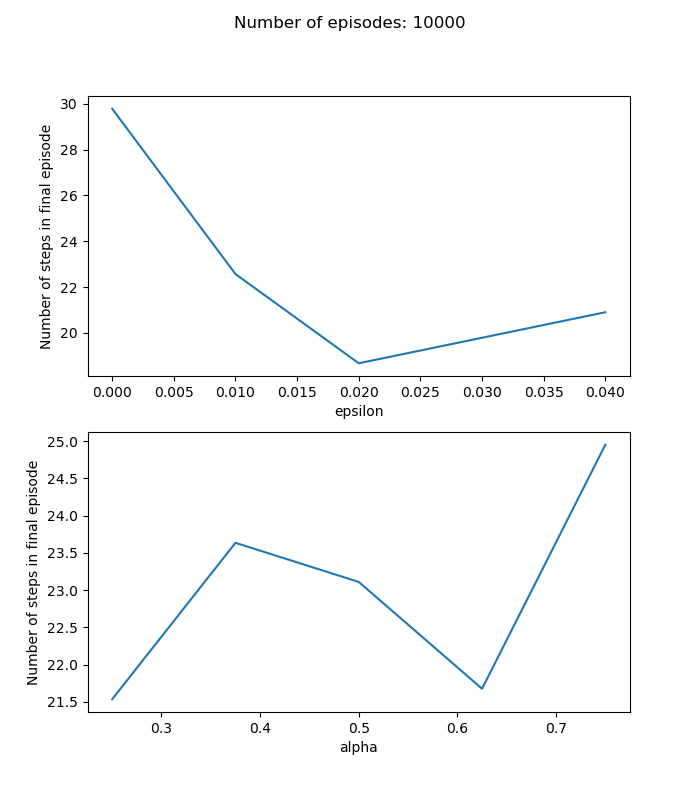 Number of episodes: 10000
Number of steps in final episode
30
28
26
24
22
20
0.000 0.005 0.010 0.015 0.020 0.025 0.030 0.035 0.040
epsilon
Number of steps in final episode
25.0
24.5
24.0
23.5
23.0
22.5
22.0
21.5
0.3 0.4 0.5 0.6 0.7
alpha